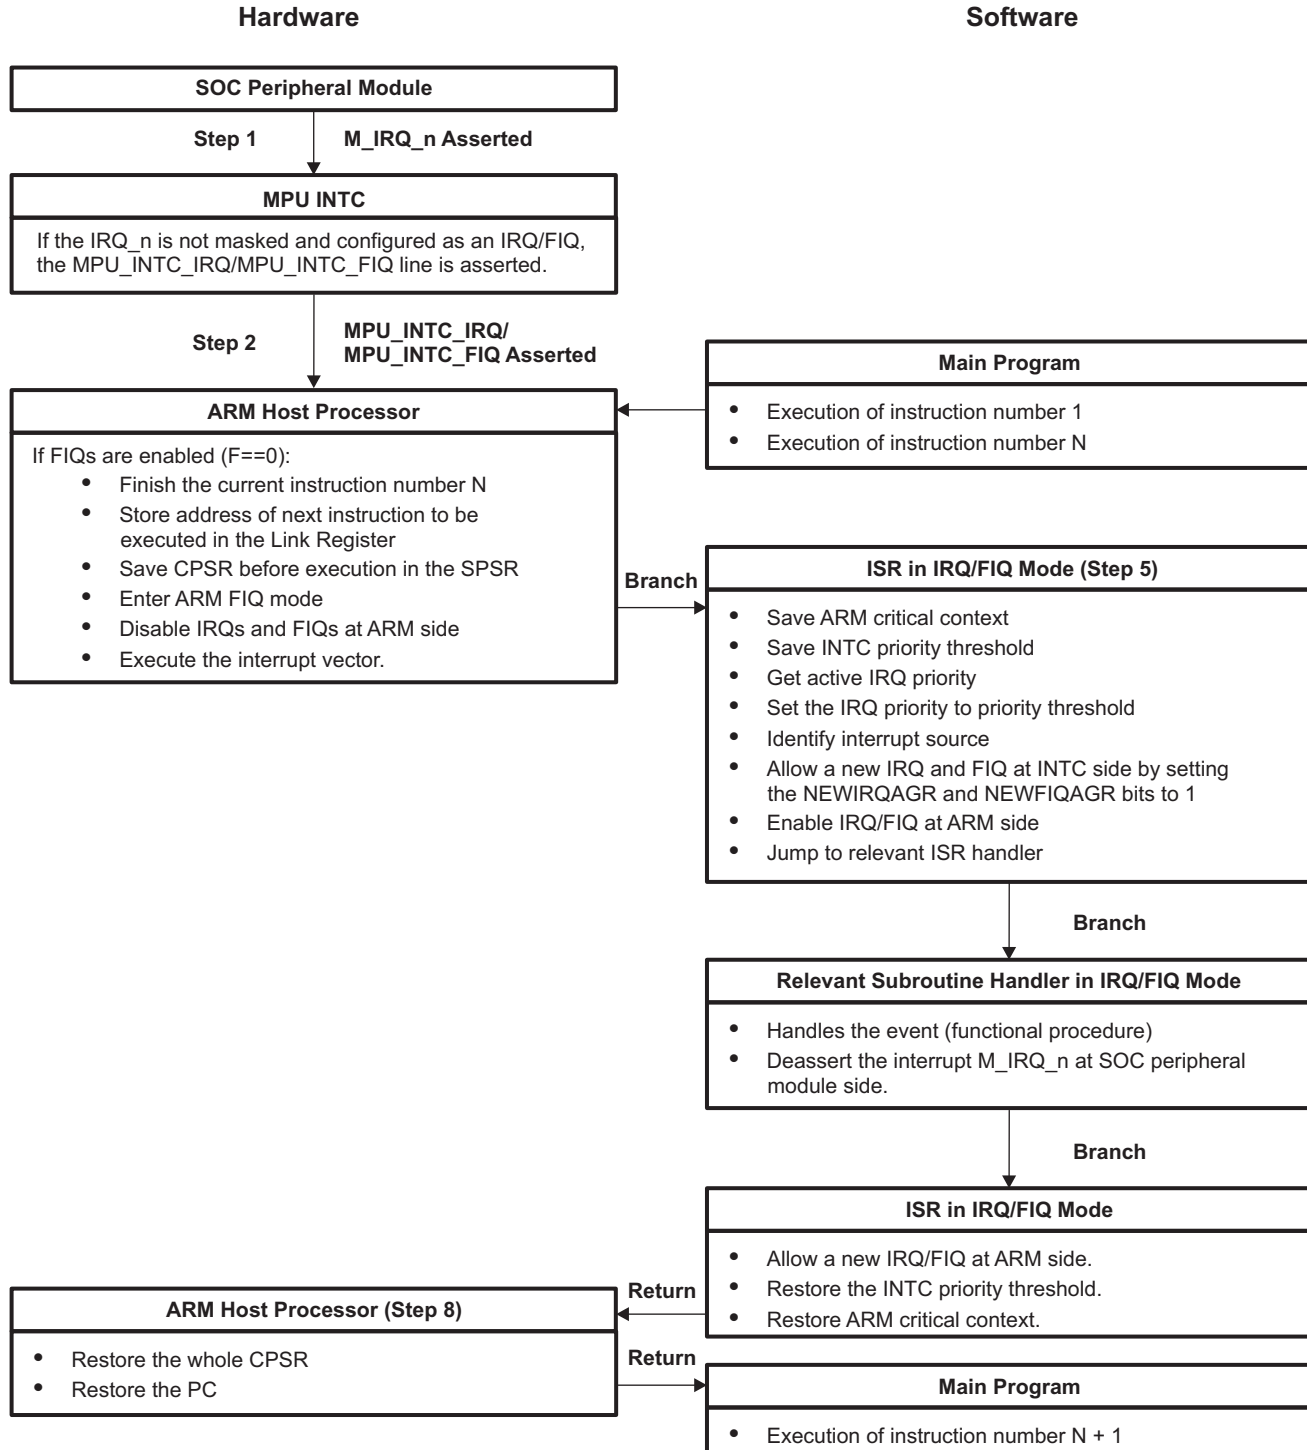 Hardware
Software
SOC Peripheral Module
Step 1
M_IRQ_n Asserted
MPU INTC
If the IRQ_n is not masked and configured as an IRQ/FIQ,
the MPU_INTC_IRQ/MPU_INTC_FIQ line is asserted.
Step 2
MPU_INTC_IRQ/
MPU_INTC_FIQ Asserted
Main Program
• Execution of instruction number 1
• Execution of instruction number N
ARM Host Processor
If FIQs are enabled (F==0):
• Finish the current instruction number N
• Store address of next instruction to be
executed in the Link Register
• Save CPSR before execution in the SPSR
• Enter ARM FIQ mode
• Disable IRQs and FIQs at ARM side
• Execute the interrupt vector.
Branch
ISR in IRQ/FIQ Mode (Step 5)
• Save ARM critical context
• Save INTC priority threshold
• Get active IRQ priority
• Set the IRQ priority to priority threshold
• Identify interrupt source
• Allow a new IRQ and FIQ at INTC side by setting
the NEWIRQAGR and NEWFIQAGR bits to 1
• Enable IRQ/FIQ at ARM side
• Jump to relevant ISR handler
Branch
Relevant Subroutine Handler in IRQ/FIQ Mode
• Handles the event (functional procedure)
• Deassert the interrupt M_IRQ_n at SOC peripheral
module side.
Branch
ISR in IRQ/FIQ Mode
• Allow a new IRQ/FIQ at ARM side.
• Restore the INTC priority threshold.
• Restore ARM critical context.
Return
ARM Host Processor (Step 8)
• Restore the whole CPSR
• Restore the PC
Return
Main Program
• Execution of instruction number N + 1